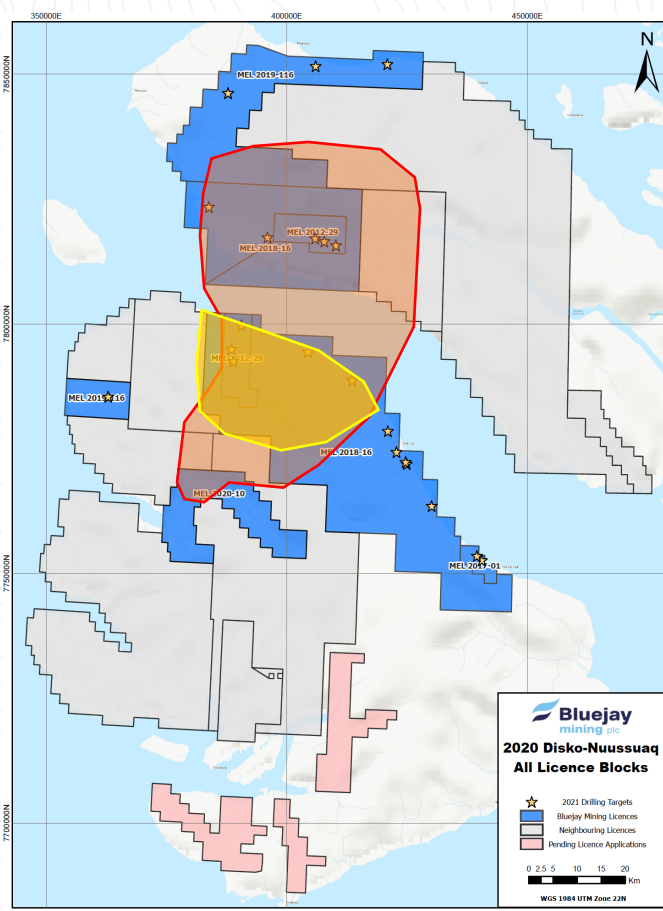 350000E
400000E
450000E
N
7850000N
MEL 2019-116
MEL 2012-29
MEL 2018-16
7800000N
MEL 2012-29
MEL 2019-116
MEL 2018-16
MEL 2020-10
7750000N
MEL 2017-01
7700000N
Bluejay
mining plc
2020 Disko-Nuussuaq
All Licence Blocks
2021 Drilling Targets
Bluejay Mining Licences
Neighbouring Licences
Pending Licence Applications
0 2.5 5 10 15 20
Km
WGS 1984 UTM Zone 22N